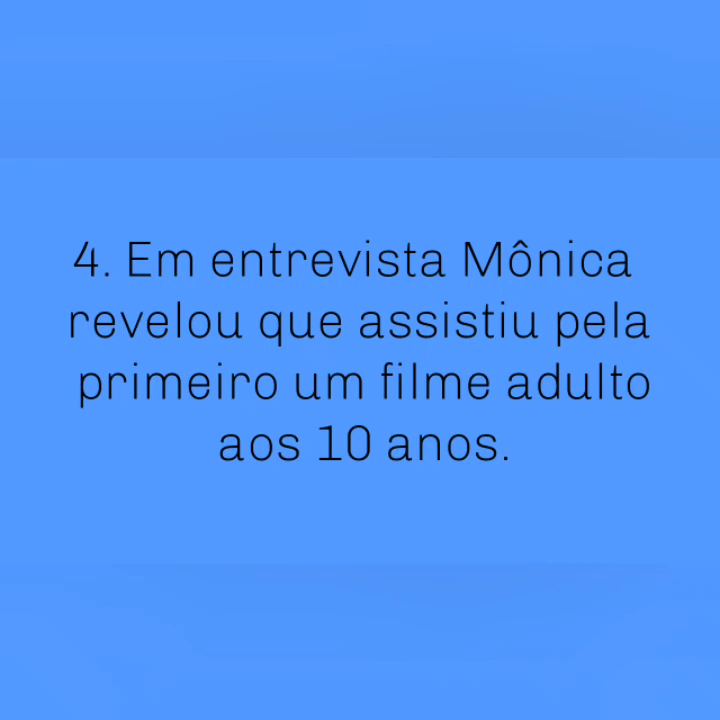 4. Em entrevista Mônica
revelou que assistiu pela
primeiro um filme adulto
aos 10 anos.